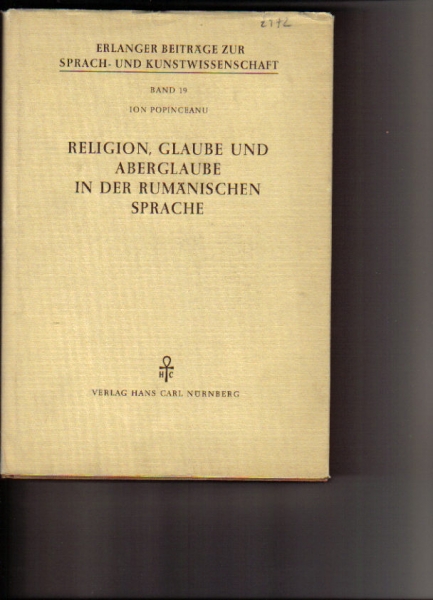 ERLANGER BEITRÄGE ZUR
SPRACH- UND KUNSTWISSENSCHAFT
BAND 19
ION POPINCEANU
RELIGION, GLAUBE UND
ABERGLAUBE
IN DER RUMÄNISCHEN
SPRACHE
H C
VERLAG HANS CARL NÜRNBERG